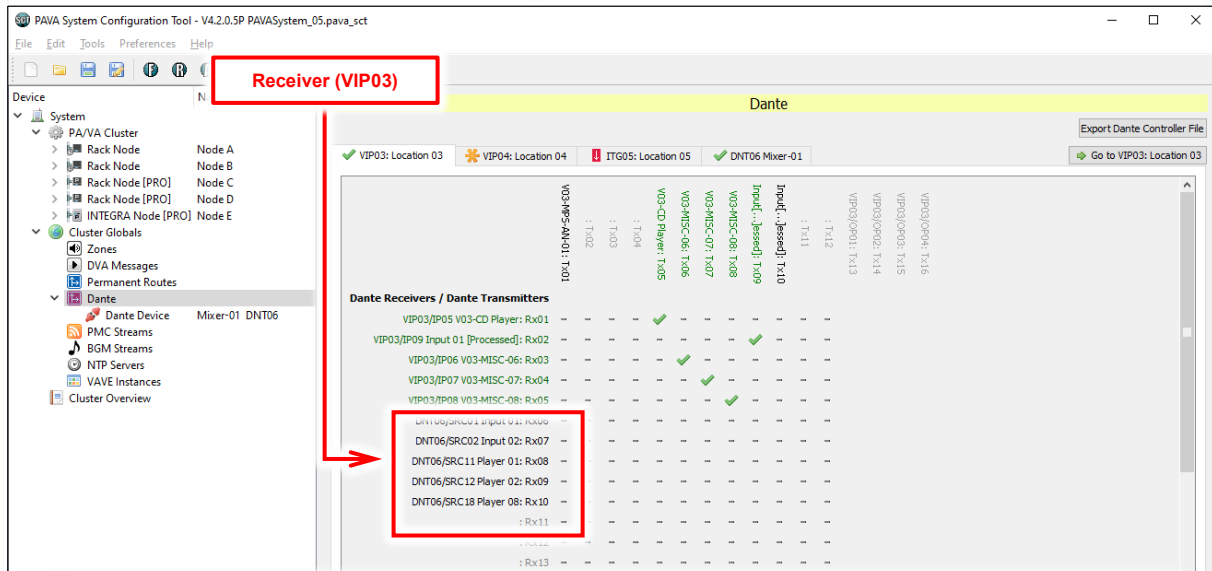 PAVA System Configuration Tool - V4.2.0.5P PAVASystem_05.pava_sct
File Edit Tools Preferences Help
Receiver (VIP03)
Device N
System
PA/VA Cluster
Rack Node Node A
Rack Node Node B
Rack Node [PRO] Node C
Rack Node [PRO] Node D
INTEGRA Node [PRO] Node E
Cluster Globals
Zones
DVA Messages
Permanent Routes
Dante
Dante Device Mixer-01 DNT06
PMC Streams
BGM Streams
NTP Servers
VAVE Instances
Cluster Overview
Dante
Export Dante Controller File
VIP03: Location 03 VIP04: Location 04 ITG05: Location 05 DNT06 Mixer-01
Go to VIP03: Location 03
V03-MPS-AN-01: Tx01
: Tx02
: Tx03
: Tx04
V03-CD Player: Tx05
V03-MISC-06: Tx06
V03-MISC-07: Tx07
V03-MISC-08: Tx08
Input[...]essed]: Tx09
Input[...]essed]: Tx10
: Tx11
: Tx12
VIP03/OP01: Tx13
VIP03/OP02: Tx14
VIP03/OP03: Tx15
VIP03/OP04: Tx16
Dante Receivers / Dante Transmitters
VIP03/IP05 V03-CD Player: Rx01
VIP03/IP09 Input 01 [Processed]: Rx02
VIP03/IP06 V03-MISC-06: Rx03
VIP03/IP07 V03-MISC-07: Rx04
VIP03/IP08 V03-MISC-08: Rx05
DNT06/SRC01 Input 01: Rx06
DNT06/SRC02 Input 02: Rx07
DNT06/SRC11 Player 01: Rx08
DNT06/SRC12 Player 02: Rx09
DNT06/SRC18 Player 08: Rx10
: Rx11
: Rx12
: Rx13